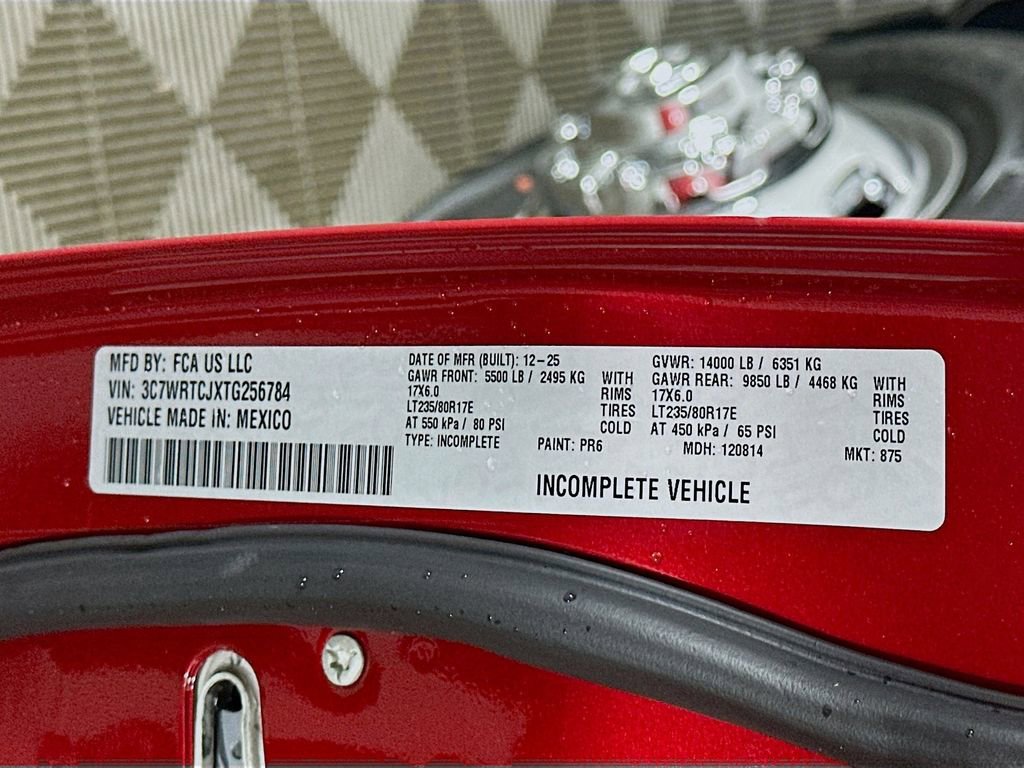 MFD BY: FCA US LLC
VIN: 3C7WRTCJXTG256784
VEHICLE MADE IN: MEXICO
DATE OF MFR (BUILT): 12-25
GAWR FRONT: 5500 LB / 2495 KG WITH
17X6.0 RIMS
LT235/80R17E TIRES
AT 550 kPa / 80 PSI COLD
TYPE: INCOMPLETE
PAINT: PR6
GVWR: 14000 LB / 6351 KG
GAWR REAR: 9850 LB / 4468 KG WITH
17X6.0 RIMS
LT235/80R17E TIRES
AT 450 kPa / 65 PSI COLD
MDH: 120814
MKT: 875
INCOMPLETE VEHICLE